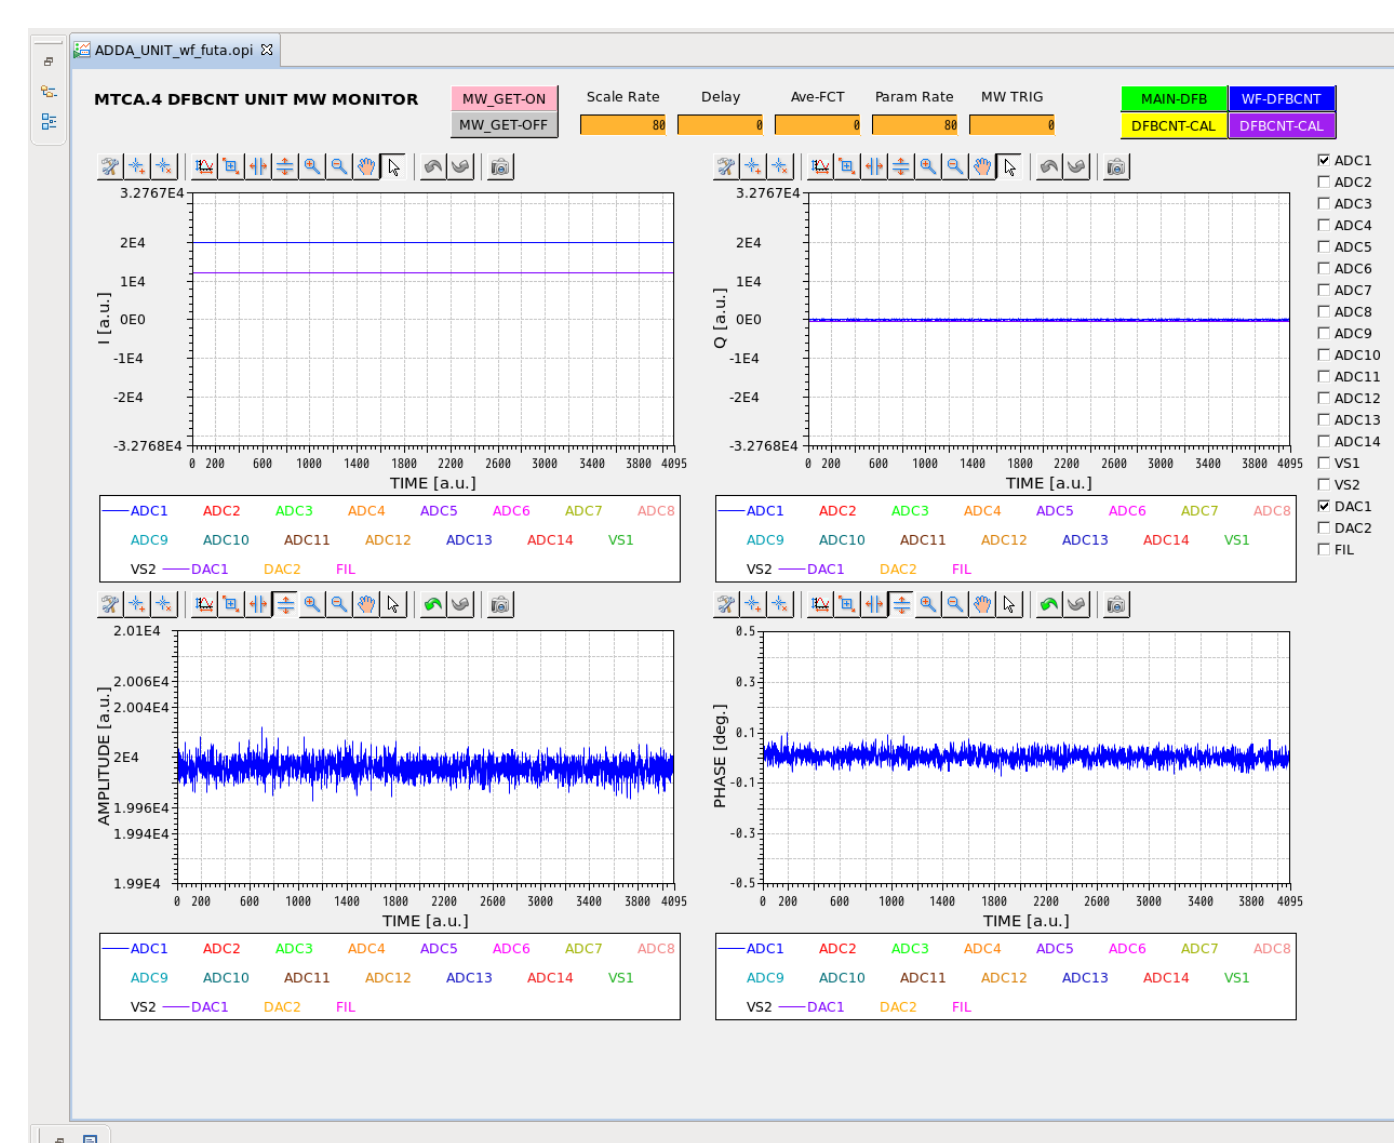 ADDA_UNIT_wf_futa.opi
MTCA.4 DFBCNT UNIT MW MONITOR
MW_GET-ON
MW_GET-OFF
Scale Rate
80
Delay
0
Ave-FCT
0
Param Rate
80
MW TRIG
0
MAIN-DFB
WF-DFBCNT
DFBCNT-CAL
DFBCNT-CAL
3.2767E4
2E4
1E4
0E0
-1E4
-2E4
-3.2768E4
I [a.u.]
0 200 600 1000 1400 1800 2200 2600 3000 3400 3800 4095
TIME [a.u.]
ADC1 ADC2 ADC3 ADC4 ADC5 ADC6 ADC7 ADC8
ADC9 ADC10 ADC11 ADC12 ADC13 ADC14 VS1
VS2 DAC1 DAC2 FIL
3.2767E4
2E4
1E4
0E0
-1E4
-2E4
-3.2768E4
Q [a.u.]
0 200 600 1000 1400 1800 2200 2600 3000 3400 3800 4095
TIME [a.u.]
ADC1 ADC2 ADC3 ADC4 ADC5 ADC6 ADC7 ADC8
ADC9 ADC10 ADC11 ADC12 ADC13 ADC14 VS1
VS2 DAC1 DAC2 FIL
ADC1
ADC2
ADC3
ADC4
ADC5
ADC6
ADC7
ADC8
ADC9
ADC10
ADC11
ADC12
ADC13
ADC14
VS1
VS2
DAC1
DAC2
FIL
2.01E4
2.006E4
2.004E4
2E4
1.996E4
1.994E4
1.99E4
AMPLITUDE [a.u.]
0 200 600 1000 1400 1800 2200 2600 3000 3400 3800 4095
TIME [a.u.]
ADC1 ADC2 ADC3 ADC4 ADC5 ADC6 ADC7 ADC8
ADC9 ADC10 ADC11 ADC12 ADC13 ADC14 VS1
VS2 DAC1 DAC2 FIL
0.5
0.3
0.1
-0.1
-0.3
-0.5
PHASE [deg.]
0 200 600 1000 1400 1800 2200 2600 3000 3400 3800 4095
TIME [a.u.]
ADC1 ADC2 ADC3 ADC4 ADC5 ADC6 ADC7 ADC8
ADC9 ADC10 ADC11 ADC12 ADC13 ADC14 VS1
VS2 DAC1 DAC2 FIL